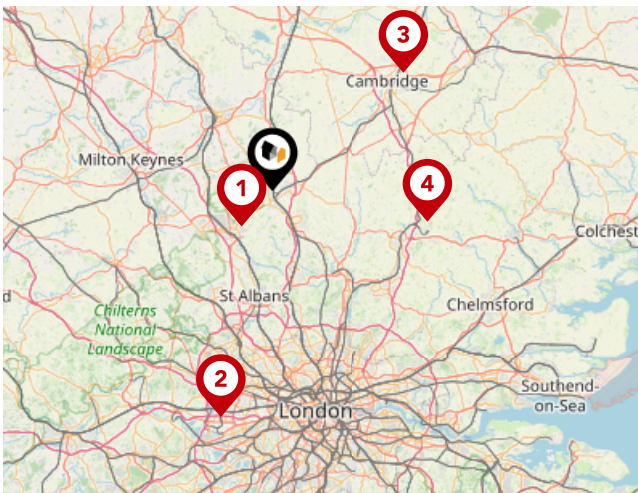 3
Cambridge
Milton Keynes
1
4
Colchest
d
St Albans
Chelmsford
Chilterns
National
Landscape
2
Southend-
on-Sea
London